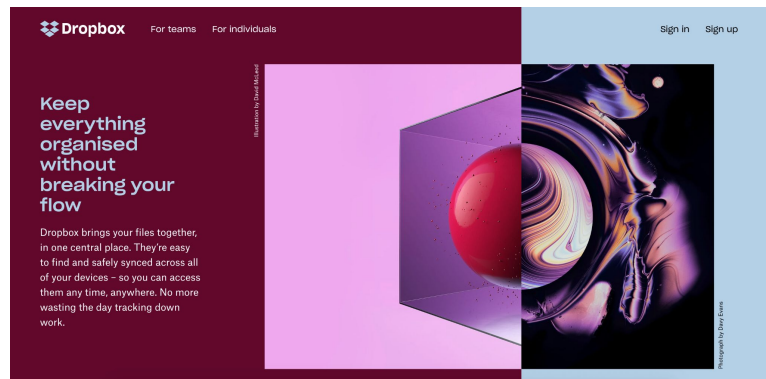 Dropbox
For teams
For individuals
Sign in
Sign up
Illustration by David McLeod
Keep
everything
organised
without
breaking your
flow
Dropbox brings your files together,
in one central place. They're easy
to find and safely synced across all
of your devices – so you can access
them any time, anywhere. No more
wasting the day tracking down
work.
Photograph by Davy Evans